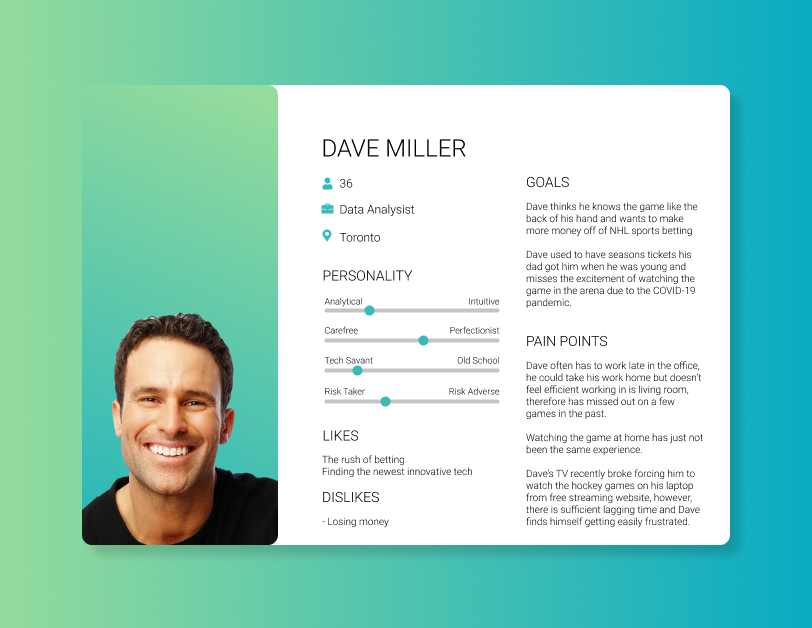 DAVE MILLER
36
Data Analysist
Toronto
PERSONALITY
Analytical Intuitive
Carefree Perfectionist
Tech Savant Old School
Risk Taker Risk Adverse
LIKES
The rush of betting
Finding the newest innovative tech
DISLIKES
- Losing money
GOALS
Dave thinks he knows the game like the
back of his hand and wants to make
more money off of NHL sports betting
Dave used to have seasons tickets his
dad got him when he was young and
misses the excitement of watching the
game in the arena due to the COVID-19
pandemic.
PAIN POINTS
Dave often has to work late in the office,
he could take his work home but doesn't
feel efficient working in is living room,
therefore has missed out on a few
games in the past.
Watching the game at home has just not
been the same experience.
Dave's TV recently broke forcing him to
watch the hockey games on his laptop
from free streaming website, however,
there is sufficient lagging time and Dave
finds himself getting easily frustrated.